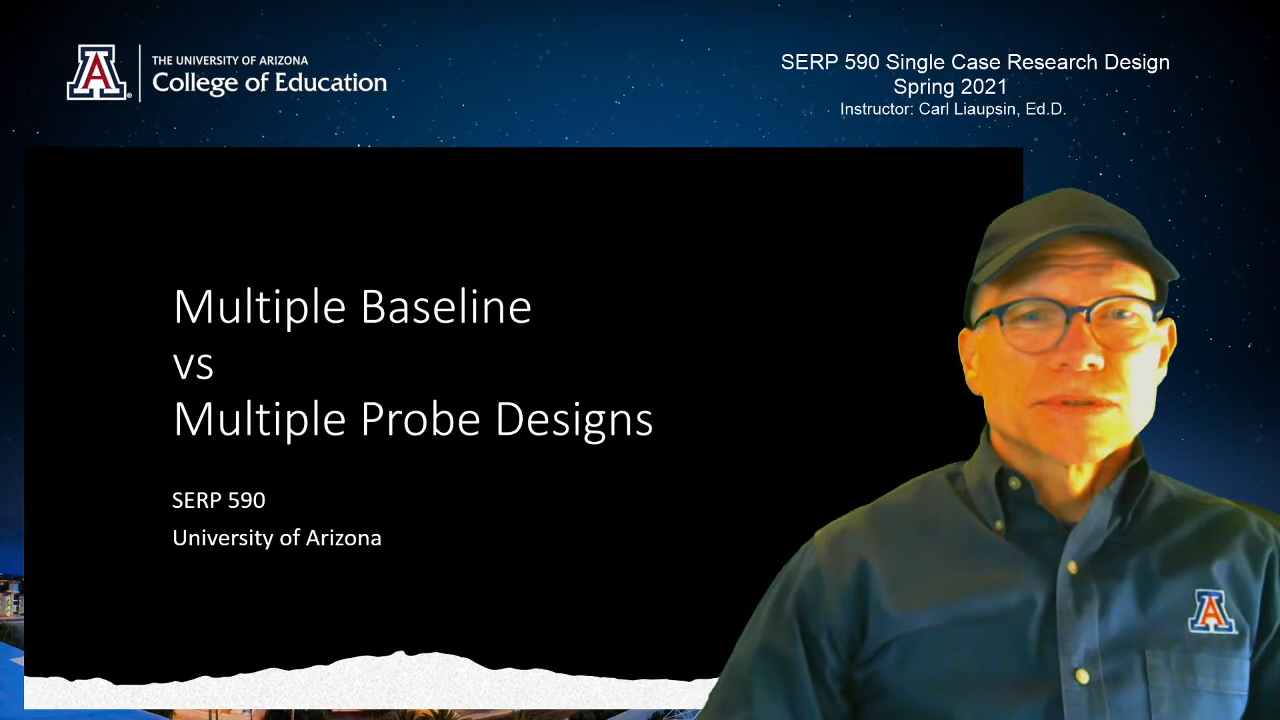 THE UNIVERSITY OF ARIZONA
College of Education
SERP 590 Single Case Research Design
Spring 2021
Instructor: Carl Liaupsin, Ed.D.
Multiple Baseline
vs
Multiple Probe Designs
SERP 590
University of Arizona
A
A